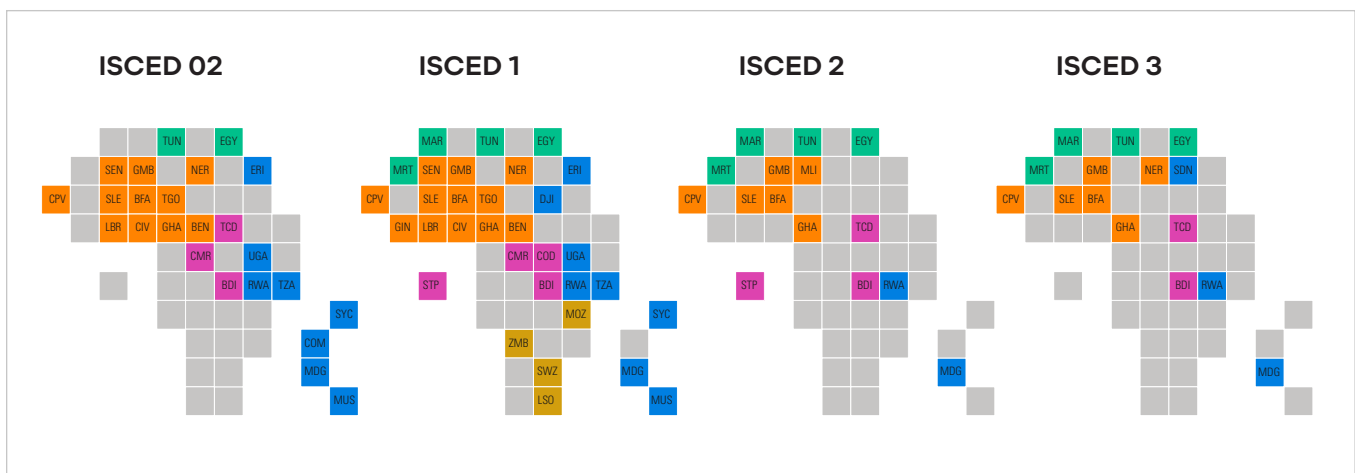 ISCED 02
ISCED 1
ISCED 2
ISCED 3
TUN EGY
SEN GMB NER ERI
CPV SLE BFA TGO
LBR CIV GHA BEN TCD
CMR UGA
BDI RWA TZA
SYC
COM
MDG
MUS
MAR TUN EGY
MRT SEN GMB NER ERI
CPV SLE BFA TGO DJI
GIN LBR CIV GHA BEN
CMR COD UGA
STP BDI RWA TZA
MOZ SYC
ZMB
SWZ MDG
LSO MUS
MAR TUN EGY
MRT GMB MLI
CPV SLE BFA
GHA TCD
STP BDI RWA
MDG
MAR TUN EGY
MRT GMB NER SDN
CPV SLE BFA
GHA TCD
BDI RWA
MDG